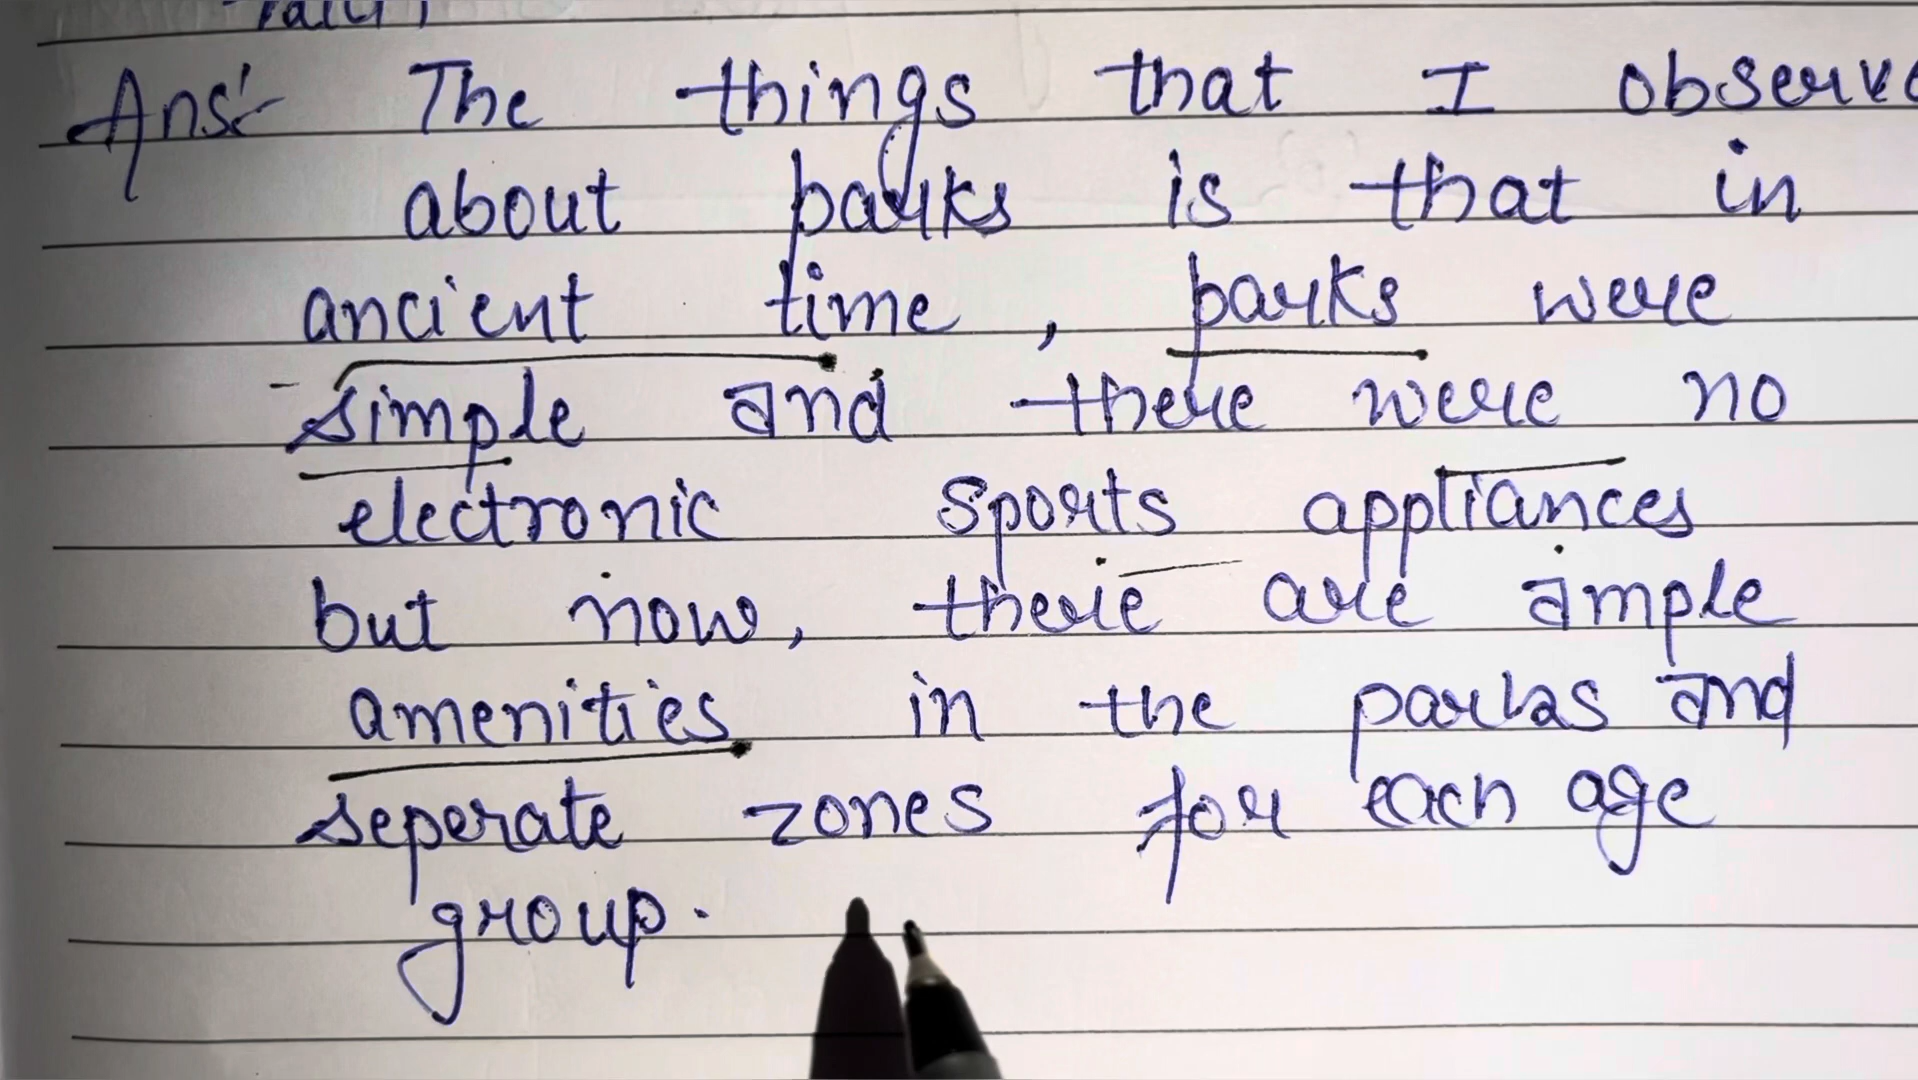 Ans:- The things that I observe
about parks is that in
ancient time, parks were
simple and there were no
electronic sports appliances
but now, there are ample
amenities in the parks and
seperate zones for each age
group.